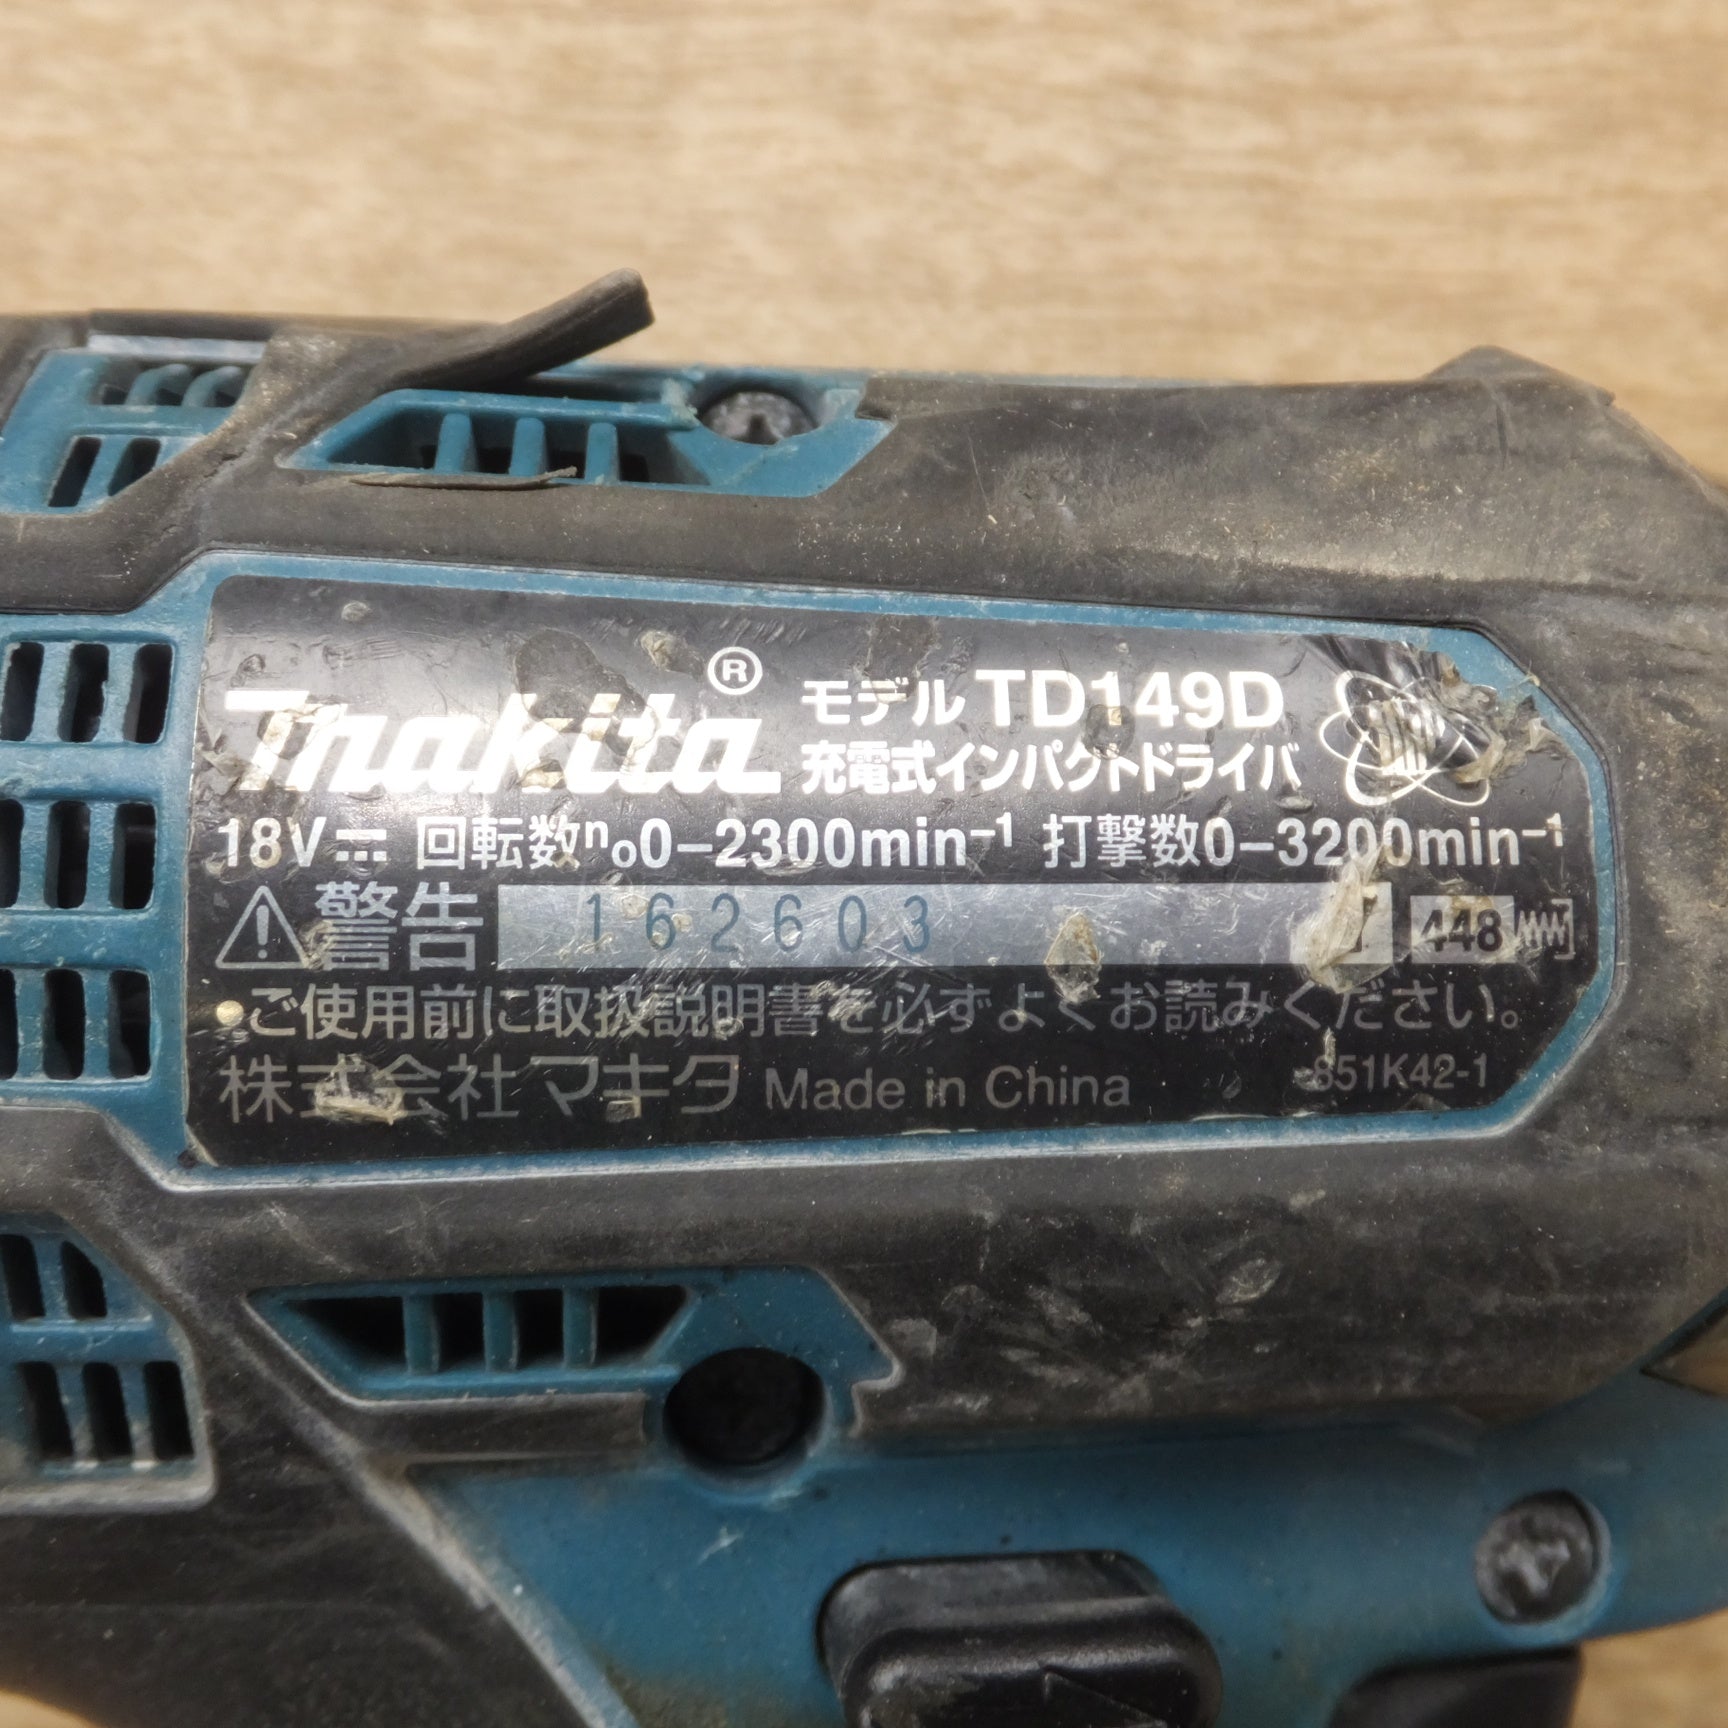 makita®
モデル TD149D
充電式インパクトドライバ
18V⎓ 回転数n₀0–2300min⁻¹ 打撃数0–3200min⁻¹
⚠警告 162603 Y 448
•ご使用前に取扱説明書を必ずよくお読みください。
株式会社マキタ Made in China 851K42-1